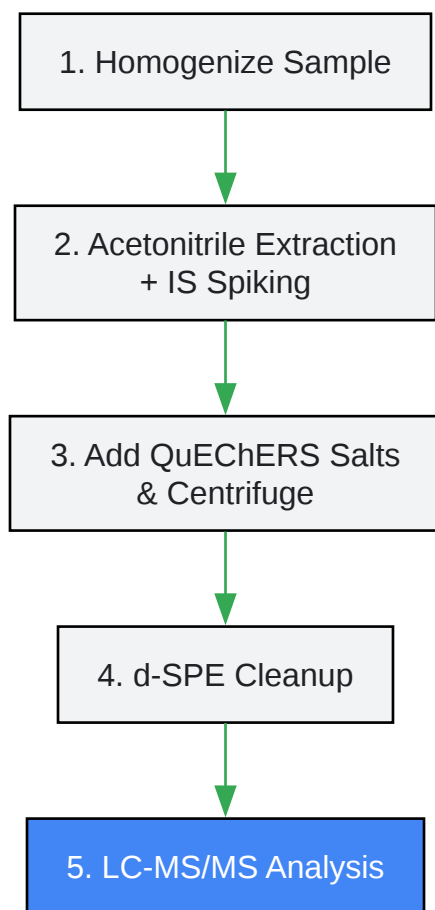 1. Homogenize Sample
2. Acetonitrile Extraction
+ IS Spiking
3. Add QuEChERS Salts
& Centrifuge
4. d-SPE Cleanup
5. LC-MS/MS Analysis